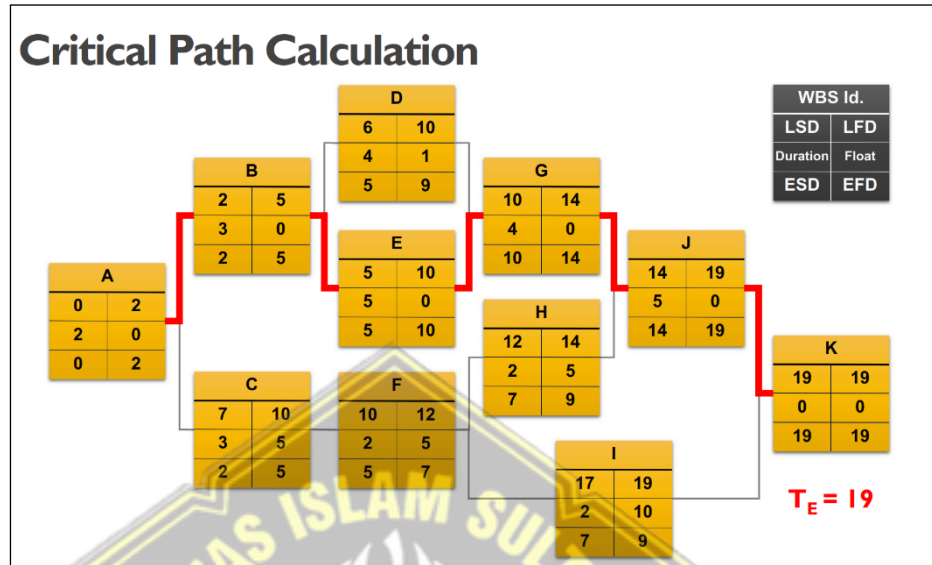 Critical Path Calculation
WBS Id.
LSD LFD
Duration Float
ESD EFD
D
6 10
4 1
5 9
B
2 5
3 0
2 5
G
10 14
4 0
10 14
E
5 10
5 0
5 10
J
14 19
5 0
14 19
A
0 2
2 0
0 2
H
12 14
2 5
7 9
K
19 19
0 0
19 19
C
7 10
3 5
2 5
F
10 12
2 5
5 7
I
17 19
2 10
7 9
TE = 19
ISLAM SUL